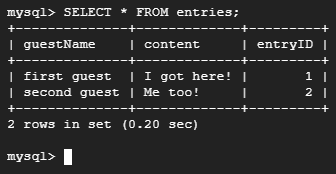 mysql> SELECT * FROM entries;
+--------------+-------------+---------+
| guestName    | content     | entryID |
+--------------+-------------+---------+
| first guest  | I got here! |       1 |
| second guest | Me too!     |       2 |
+--------------+-------------+---------+
2 rows in set (0.20 sec)
mysql>